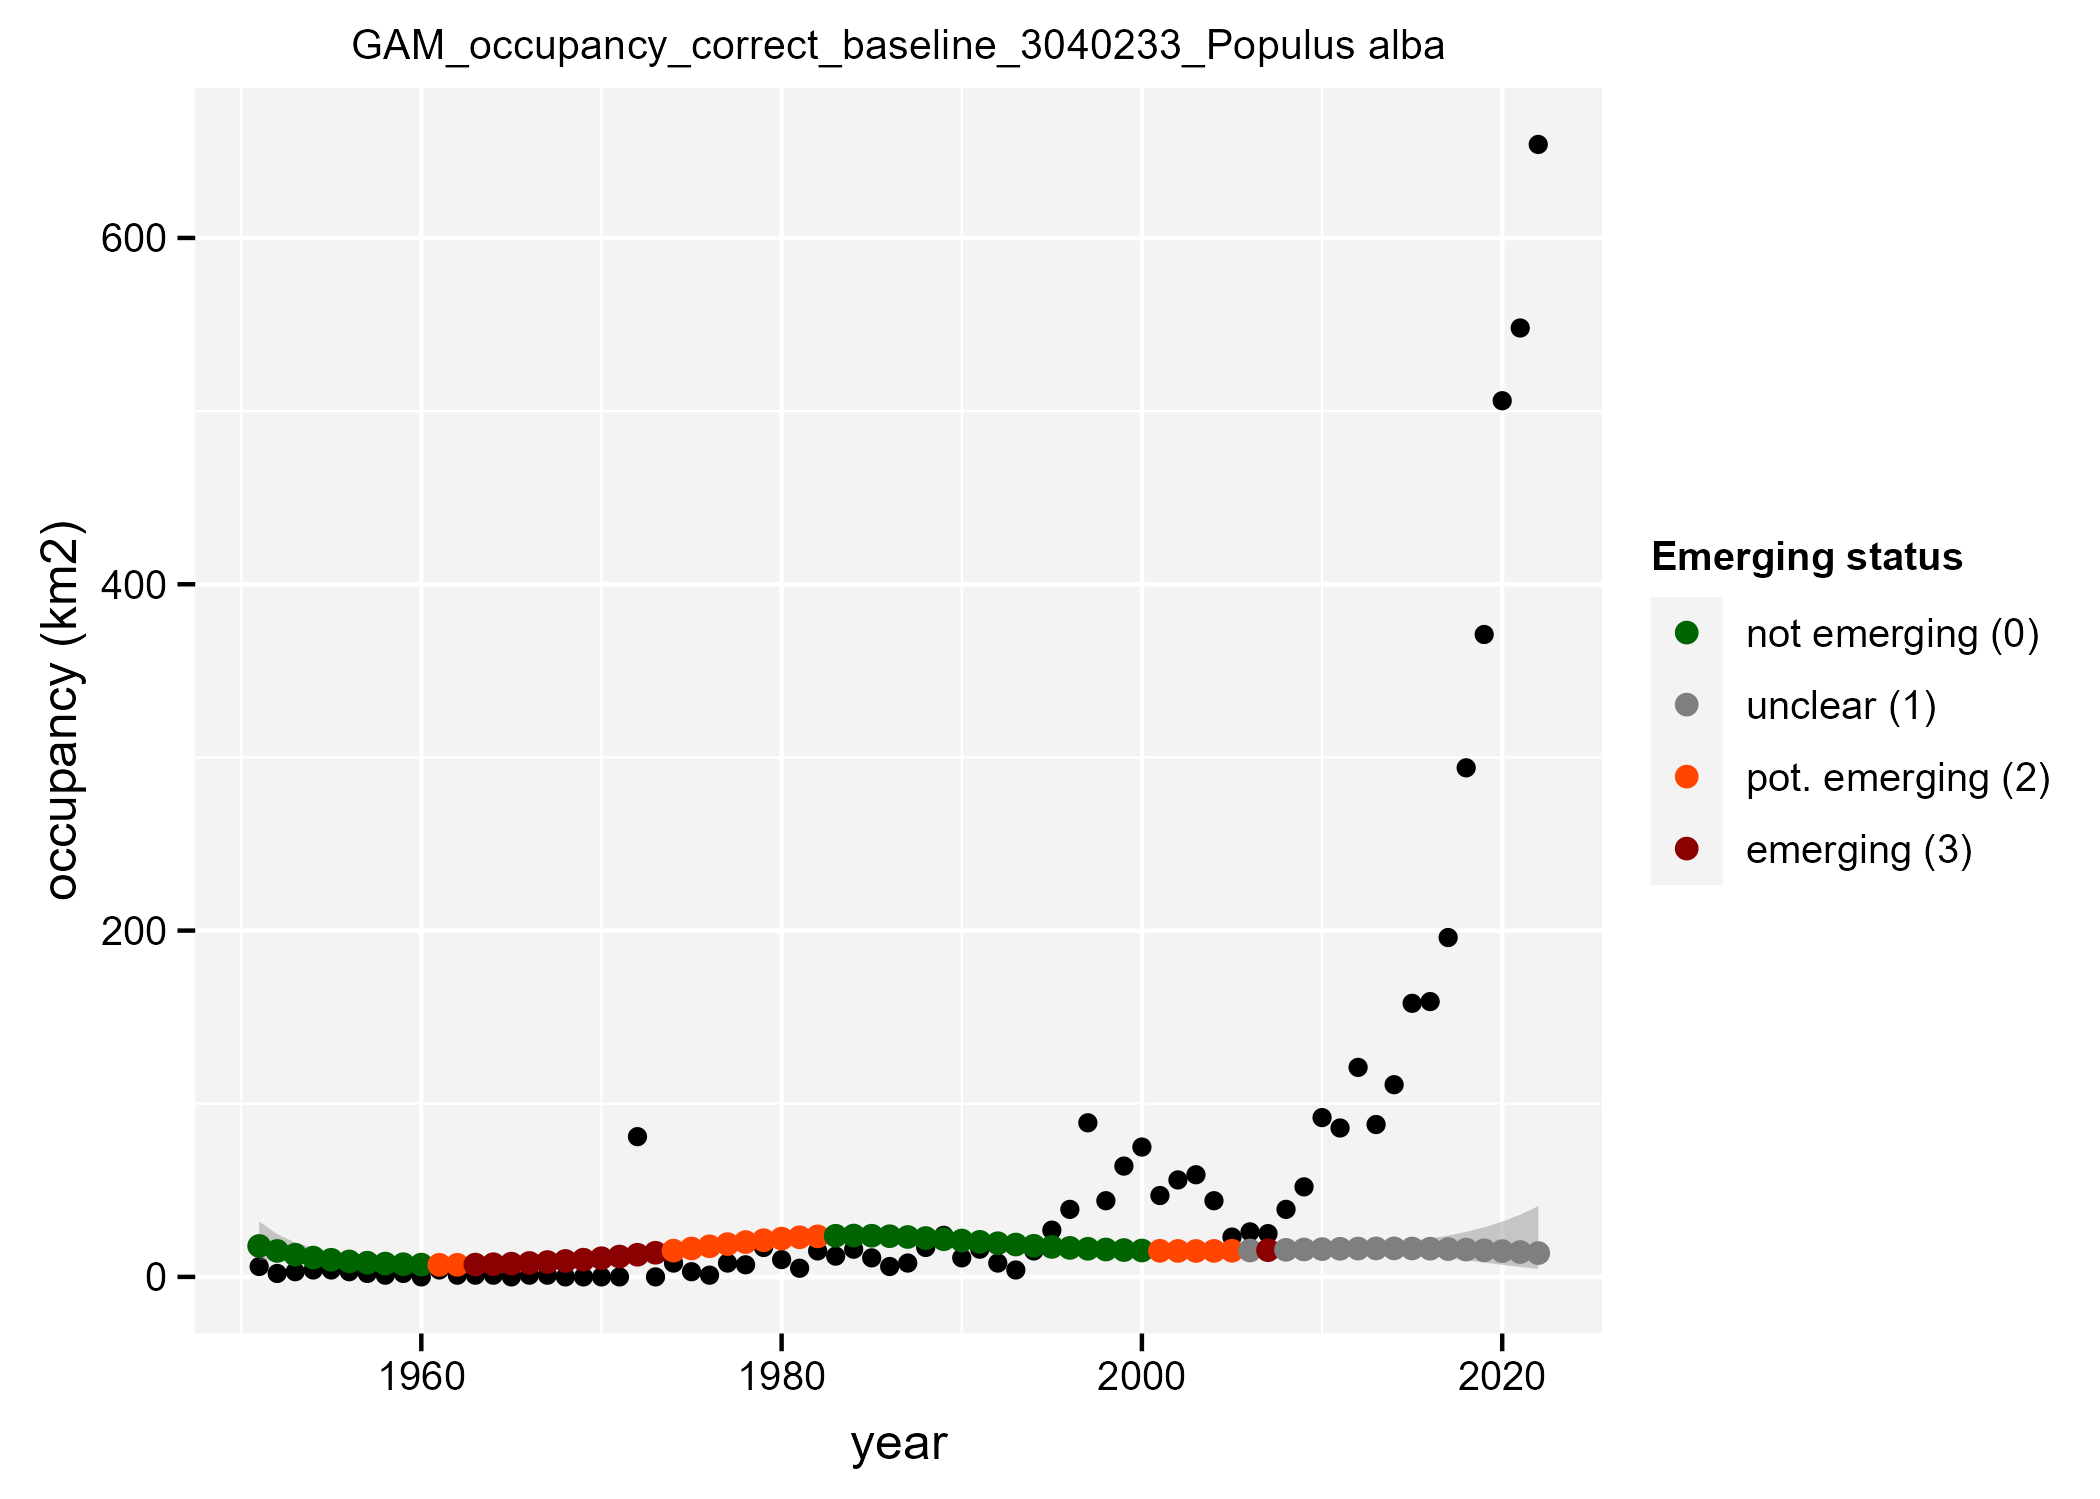 GAM_occupancy_correct_baseline_3040233_Populus alba
600
400
200
0
occupancy (km2)
1960
1980
2000
2020
year
Emerging status
not emerging (0)
unclear (1)
pot. emerging (2)
emerging (3)